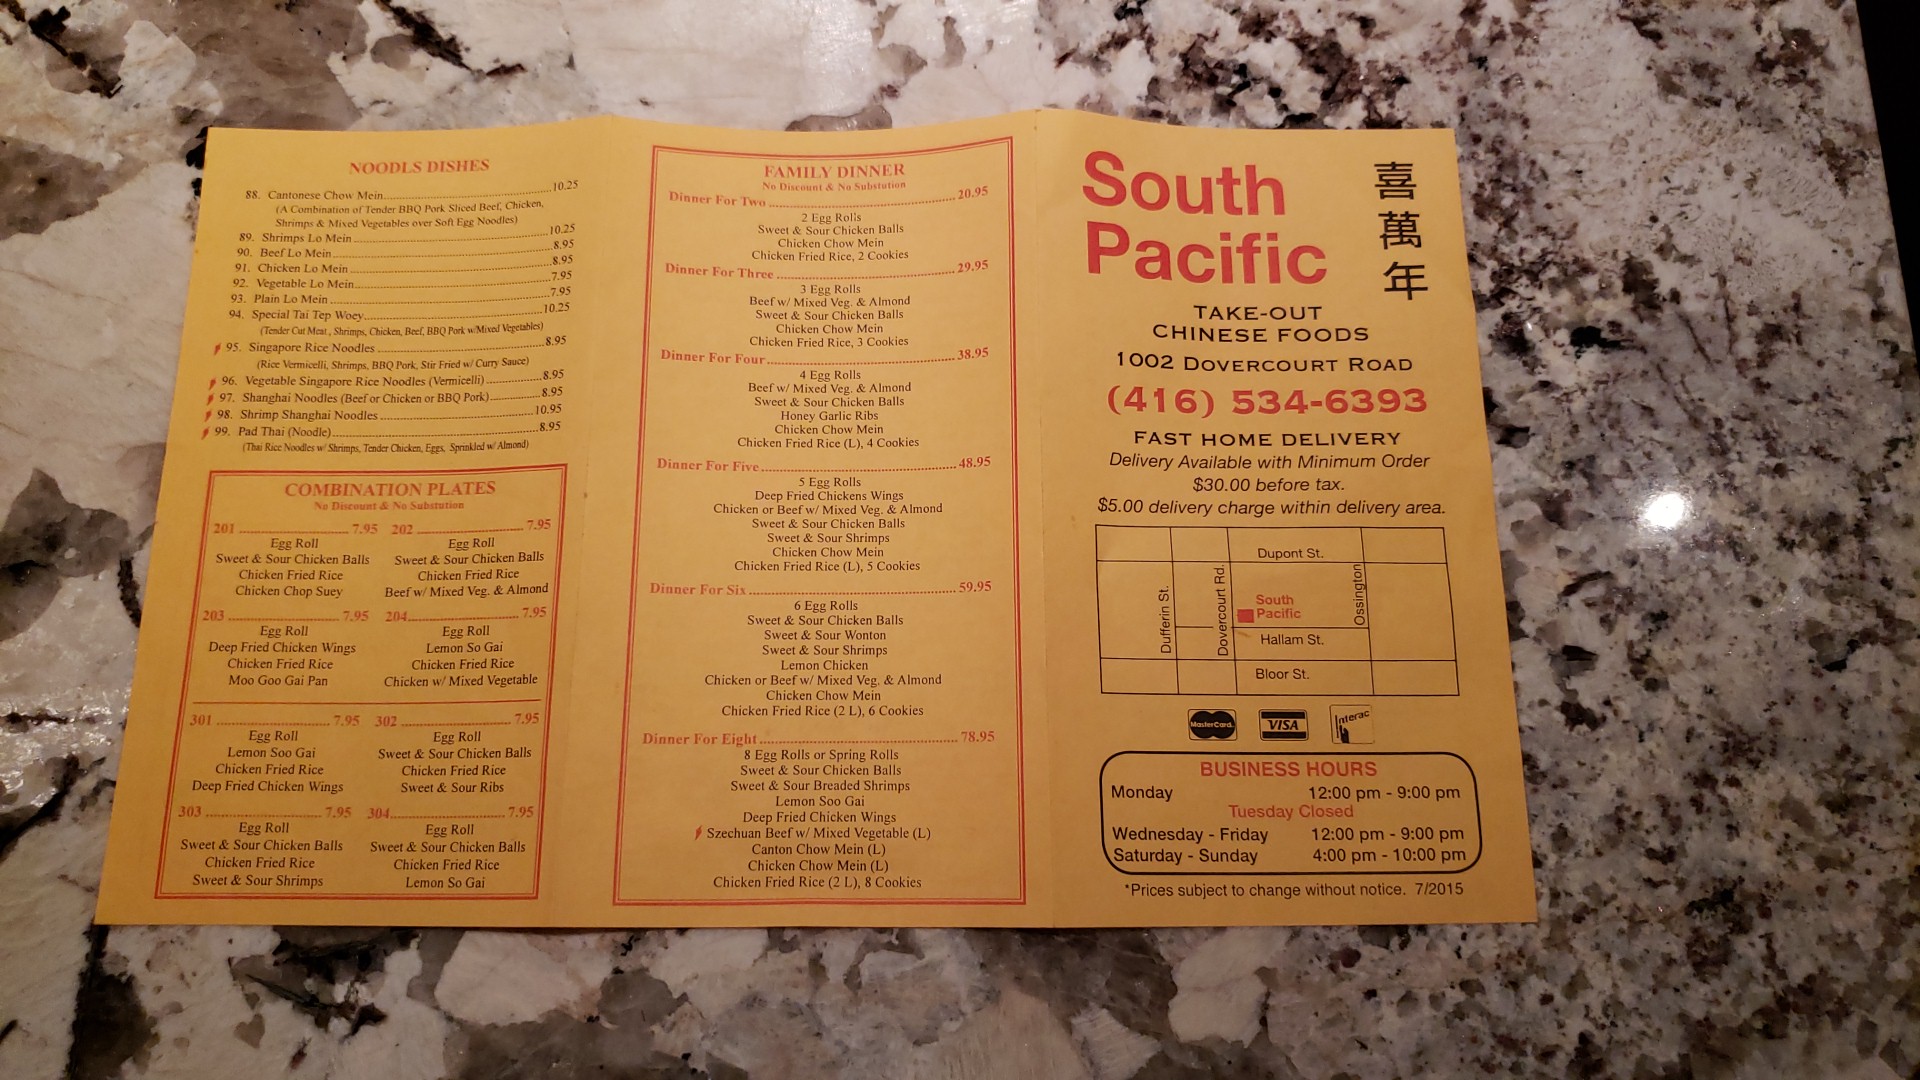 NOODLS DISHES
88. Cantonese Chow Mein 10.25
(A Combination of Tender BBQ Pork Sliced Beef, Chicken,
Shrimps & Mixed Vegetables over Soft Egg Noodles)
89. Shrimps Lo Mein 10.25
90. Beef Lo Mein 8.95
91. Chicken Lo Mein 8.95
92. Vegetable Lo Mein 7.95
93. Plain Lo Mein 7.95
94. Special Tai Tep Woey 10.25
(Tender Cut Meat, Shrimps, Chicken, Beef, BBQ Pork w/Mixed Vegetables)
95. Singapore Rice Noodles 8.95
(Rice Vermicelli, Shrimps, BBQ Pork, Stir Fried w/ Curry Sauce)
96. Vegetable Singapore Rice Noodles (Vermicelli) 8.95
97. Shanghai Noodles (Beef or Chicken or BBQ Pork) 8.95
98. Shrimp Shanghai Noodles 10.95
99. Pad Thai (Noodle) 8.95
(Thai Rice Noodles w/ Shrimps, Tender Chicken, Eggs, Sprinkled w/ Almond)
COMBINATION PLATES
No Discount & No Substution
201 7.95
Egg Roll
Sweet & Sour Chicken Balls
Chicken Fried Rice
Chicken Chop Suey
202 7.95
Egg Roll
Sweet & Sour Chicken Balls
Chicken Fried Rice
Beef w/ Mixed Veg. & Almond
203 7.95
Egg Roll
Deep Fried Chicken Wings
Chicken Fried Rice
Moo Goo Gai Pan
204 7.95
Egg Roll
Lemon So Gai
Chicken Fried Rice
Chicken w/ Mixed Vegetable
301 7.95
Egg Roll
Lemon Soo Gai
Chicken Fried Rice
Deep Fried Chicken Wings
302 7.95
Egg Roll
Sweet & Sour Chicken Balls
Chicken Fried Rice
Sweet & Sour Ribs
303 7.95
Egg Roll
Sweet & Sour Chicken Balls
Chicken Fried Rice
Sweet & Sour Shrimps
304 7.95
Egg Roll
Sweet & Sour Chicken Balls
Chicken Fried Rice
Lemon So Gai
FAMILY DINNER
No Discount & No Substution
Dinner For Two 20.95
2 Egg Rolls
Sweet & Sour Chicken Balls
Chicken Chow Mein
Chicken Fried Rice, 2 Cookies
Dinner For Three 29.95
3 Egg Rolls
Beef w/ Mixed Veg. & Almond
Sweet & Sour Chicken Balls
Chicken Chow Mein
Chicken Fried Rice, 3 Cookies
Dinner For Four 38.95
4 Egg Rolls
Beef w/ Mixed Veg. & Almond
Sweet & Sour Chicken Balls
Honey Garlic Ribs
Chicken Chow Mein
Chicken Fried Rice (L), 4 Cookies
Dinner For Five 48.95
5 Egg Rolls
Deep Fried Chickens Wings
Chicken or Beef w/ Mixed Veg. & Almond
Sweet & Sour Chicken Balls
Sweet & Sour Shrimps
Chicken Chow Mein
Chicken Fried Rice (L), 5 Cookies
Dinner For Six 59.95
6 Egg Rolls
Sweet & Sour Chicken Balls
Sweet & Sour Wonton
Sweet & Sour Shrimps
Lemon Chicken
Chicken or Beef w/ Mixed Veg. & Almond
Chicken Chow Mein
Chicken Fried Rice (2 L), 6 Cookies
Dinner For Eight 78.95
8 Egg Rolls or Spring Rolls
Sweet & Sour Chicken Balls
Sweet & Sour Breaded Shrimps
Lemon Soo Gai
Deep Fried Chicken Wings
Szechuan Beef w/ Mixed Vegetable (L)
Canton Chow Mein (L)
Chicken Chow Mein (L)
Chicken Fried Rice (2 L), 8 Cookies
South
Pacific
喜萬年
TAKE-OUT
CHINESE FOODS
1002 DOVERCOURT ROAD
(416) 534-6393
FAST HOME DELIVERY
Delivery Available with Minimum Order
$30.00 before tax.
$5.00 delivery charge within delivery area.
Dupont St.
Dufferin St.
Dovercourt Rd.
South
Pacific
Ossington
Hallam St.
Bloor St.
MasterCard
VISA
Interac
BUSINESS HOURS
Monday 12:00 pm - 9:00 pm
Tuesday Closed
Wednesday - Friday 12:00 pm - 9:00 pm
Saturday - Sunday 4:00 pm - 10:00 pm
*Prices subject to change without notice. 7/2015